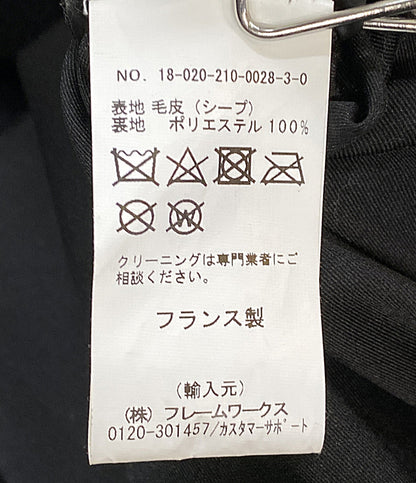 NO. 18-020-210-0028-3-0
表地 毛皮 (シープ)
裏地 ポリエステル 100%
W
クリーニングは専門業者にご
相談ください。
フランス製
(輸入元)
(株) フレームワークス
0120-301457/カスタマーサポート